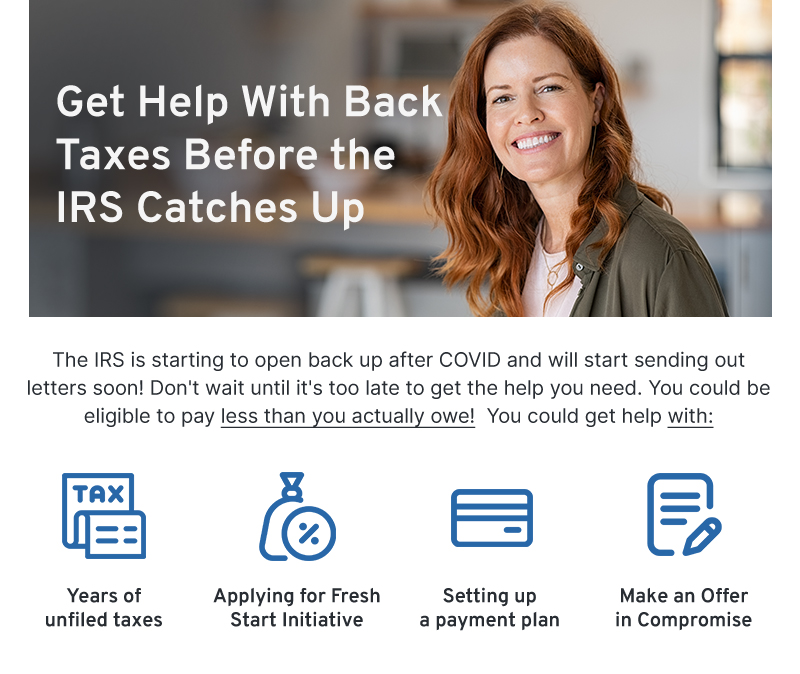 Get Help With Back
Taxes Before the
IRS Catches Up
The IRS is starting to open back up after COVID and will start sending out
letters soon! Don't wait until it's too late to get the help you need. You could be
eligible to pay less than you actually owe!  You could get help with:
TAX
Years of
unfiled taxes
Applying for Fresh
Start Initiative
%
Setting up
a payment plan
Make an Offer
in Compromise